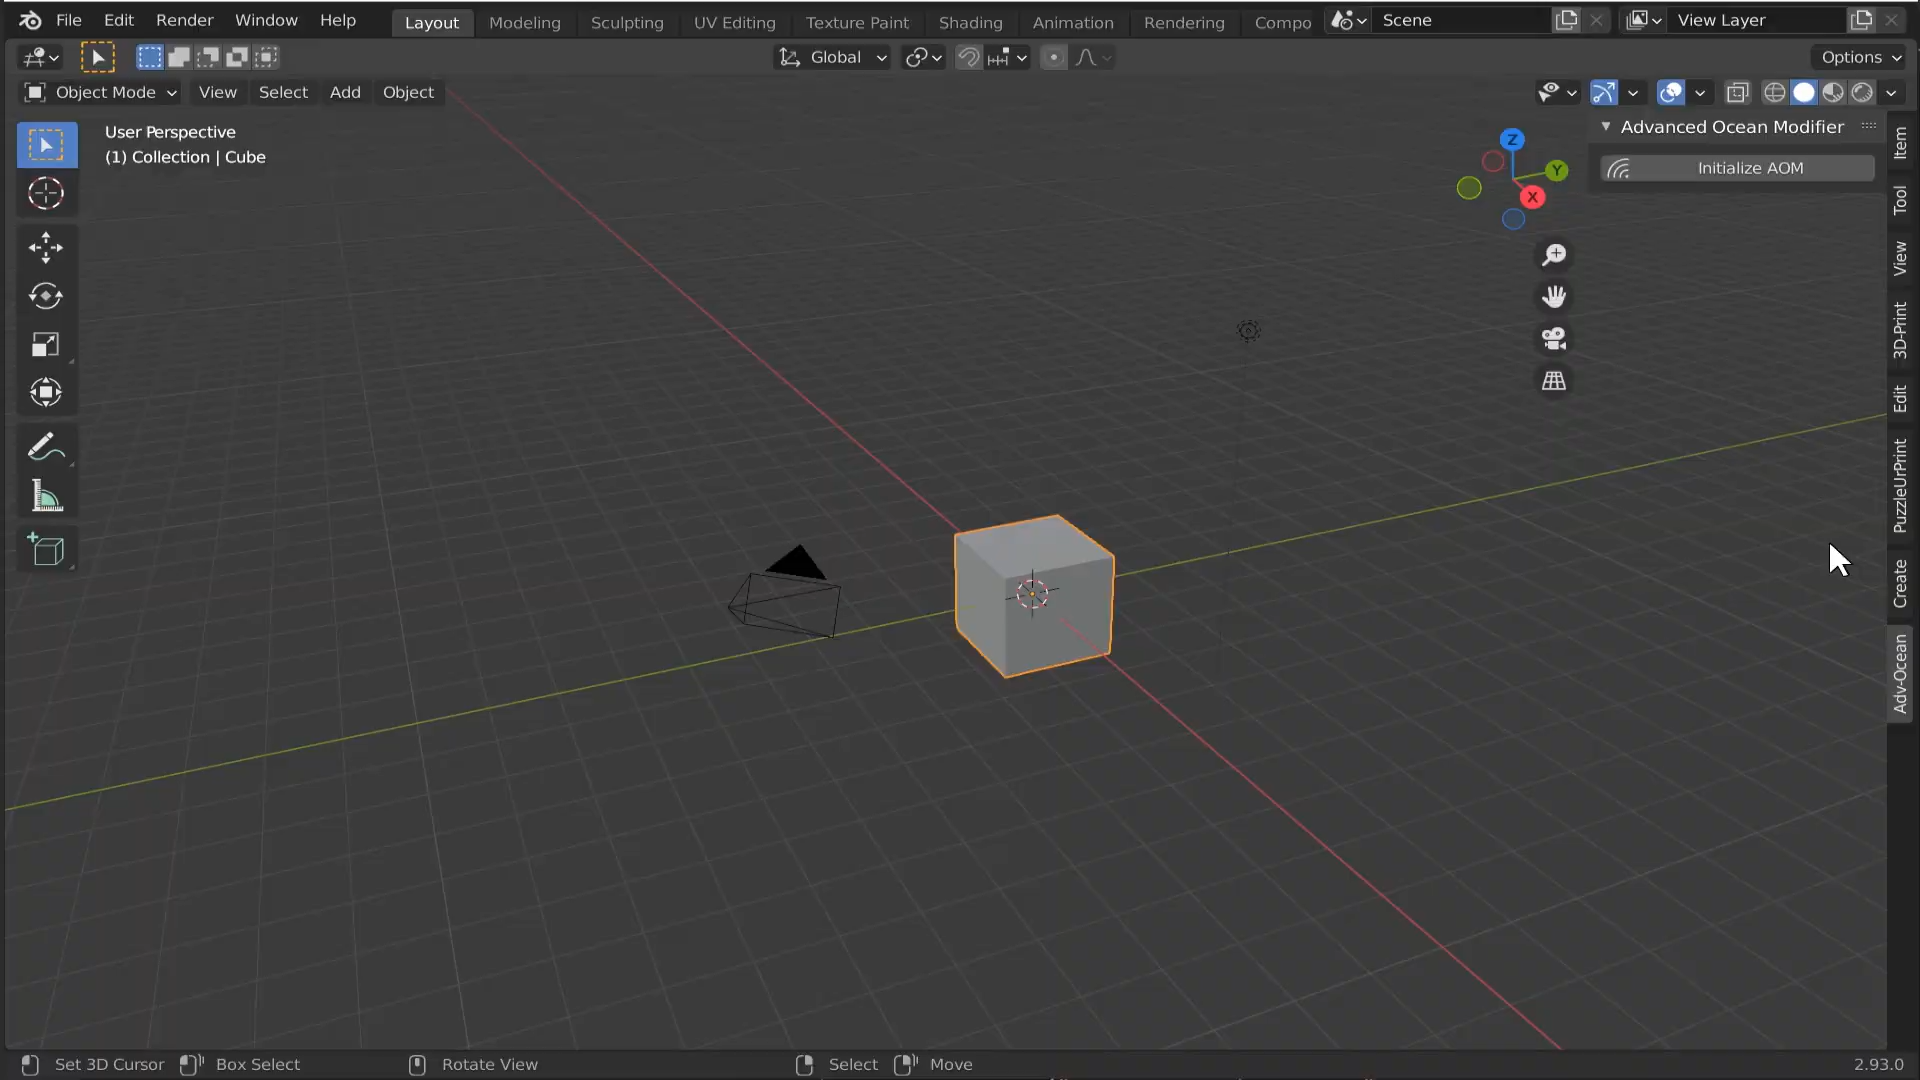 File Edit Render Window Help Layout Modeling Sculpting UV Editing Texture Paint Shading Animation Rendering Compo Scene View Layer
Global Options
Object Mode View Select Add Object
User Perspective
(1) Collection | Cube
Z
Y
X
Advanced Ocean Modifier
Initialize AOM
Item
Tool
View
3D-Print
Edit
PuzzleUrPrint
Create
Adv-Ocean
Set 3D Cursor Box Select Rotate View Select Move 2.93.0